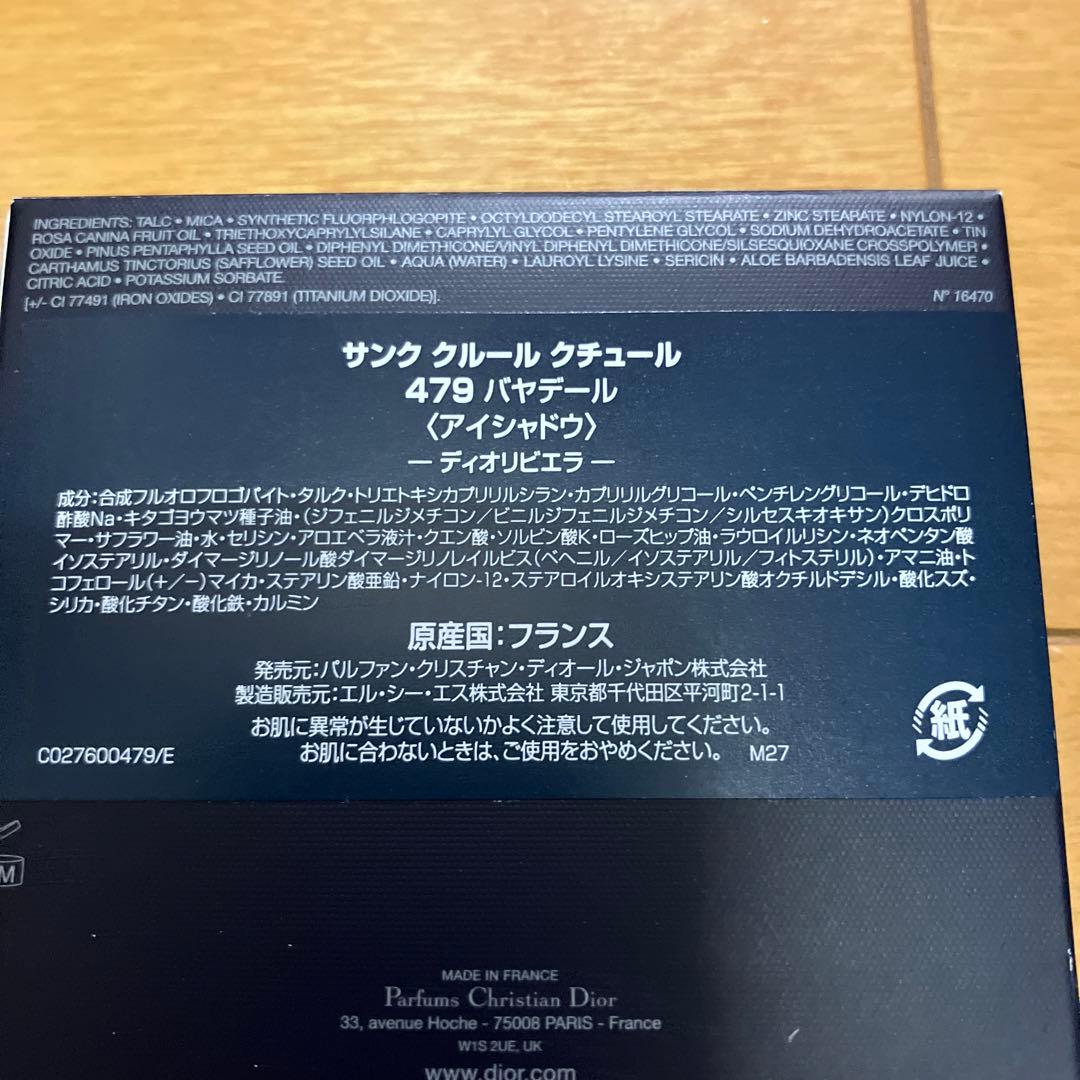 INGREDIENTS: TALC • MICA • SYNTHETIC FLUORPHLOGOPITE • OCTYLDODECYL STEAROYL STEARATE • ZINC STEARATE • NYLON-12 •
ROSA CANINA FRUIT OIL • TRIETHOXYCAPRYLYLSILANE • CAPRYLYL GLYCOL • PENTYLENE GLYCOL • SODIUM DEHYDROACETATE • TIN
OXIDE • PINUS PENTAPHYLLA SEED OIL • DIPHENYL DIMETHICONE/VINYL DIPHENYL DIMETHICONE/SILSESQUIOXANE CROSSPOLYMER •
CARTHAMUS TINCTORIUS (SAFFLOWER) SEED OIL • AQUA (WATER) • LAUROYL LYSINE • SERICIN • ALOE BARBADENSIS LEAF JUICE •
CITRIC ACID • POTASSIUM SORBATE.
[+/- CI 77491 (IRON OXIDES) • CI 77891 (TITANIUM DIOXIDE)].
N° 16470
サンク クルール クチュール
479 バヤデール
〈アイシャドウ〉
― ディオリビエラ ―
成分:合成フルオロフロゴパイト・タルク・トリエトキシカプリリルシラン・カプリリルグリコール・ペンチレングリコール・デヒドロ
酢酸Na・キタゴヨウマツ種子油・(ジフェニルジメチコン/ビニルジフェニルジメチコン/シルセスキオキサン)クロスポリ
マー・サフラワー油・水・セリシン・アロエベラ液汁・クエン酸・ソルビン酸K・ローズヒップ油・ラウロイルリシン・ネオペンタン酸
イソステアリル・ダイマージリノール酸ダイマージリノレイルビス(ベヘニル/イソステアリル/フィトステリル)・アマニ油・ト
コフェロール(+/−)マイカ・ステアリン酸亜鉛・ナイロン-12・ステアロイルオキシステアリン酸オクチルドデシル・酸化スズ・
シリカ・酸化チタン・酸化鉄・カルミン
原産国:フランス
発売元:パルファン・クリスチャン・ディオール・ジャポン株式会社
製造販売元:エル・シー・エス株式会社 東京都千代田区平河町2-1-1
お肌に異常が生じていないかよく注意して使用してください。
お肌に合わないときは、ご使用をおやめください。 M27
C027600479/E
紙
M
MADE IN FRANCE
Parfums Christian Dior
33, avenue Hoche - 75008 PARIS - France
W1S 2UE, UK
www.dior.com